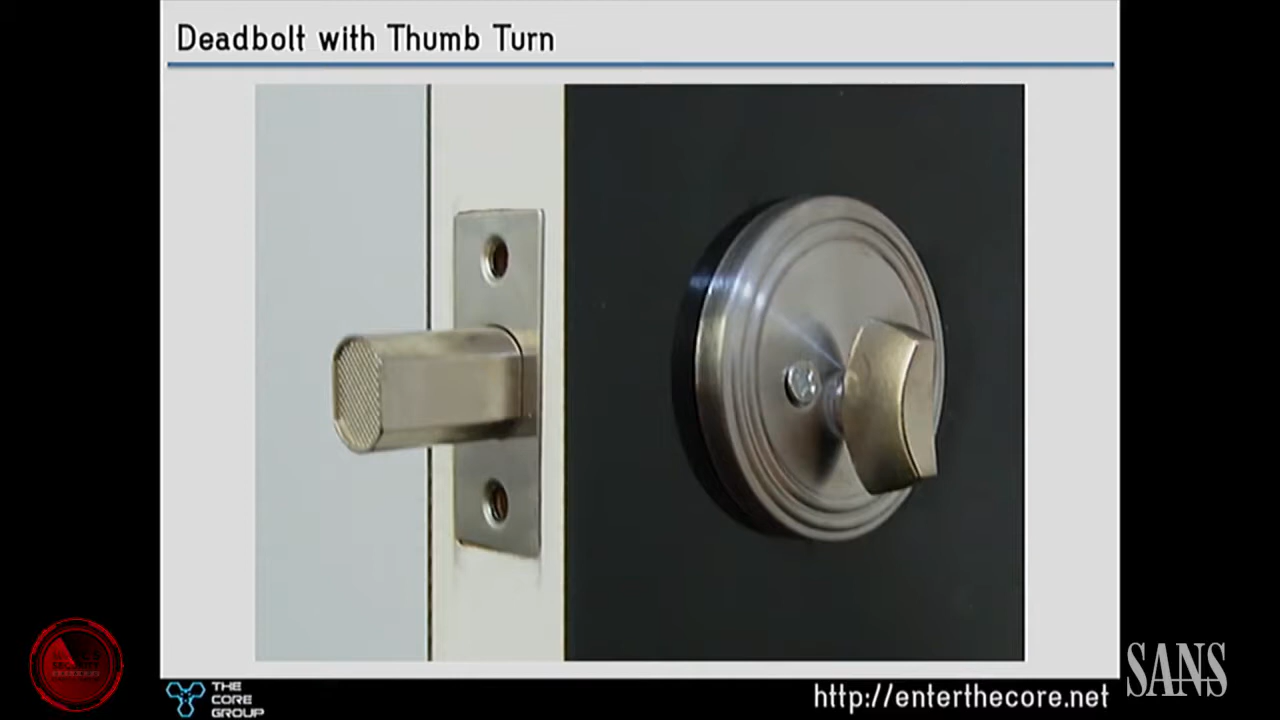 Deadbolt with Thumb Turn
THE
CORE
GROUP
http://enterthecore.net
SANS